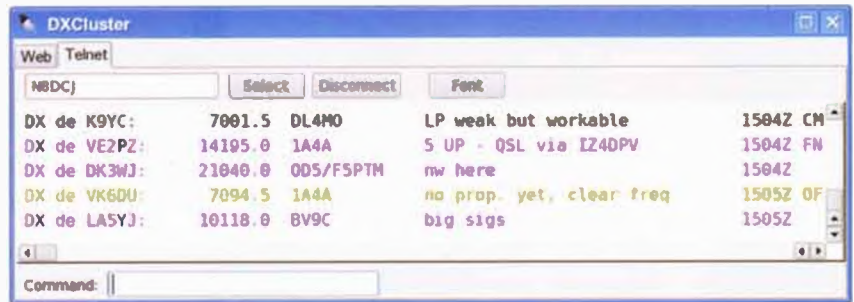 DXCluster
Web Telnet
N8DCJ Select Disconnect Font
DX de K9YC: 7001.5 DL4MO LP weak but workable 1504Z CM
DX de VE2PZ: 14195.0 1A4A 5 UP - QSL via IZ4DPV 1504Z FN
DX de DK3WJ: 21040.0 OD5/F5PTM nw here 1504Z
DX de VK6DU: 7094.5 1A4A no prop. yet, clear freq 1505Z OF
DX de LA5YJ: 10118.0 BV9C big sigs 1505Z
Command: